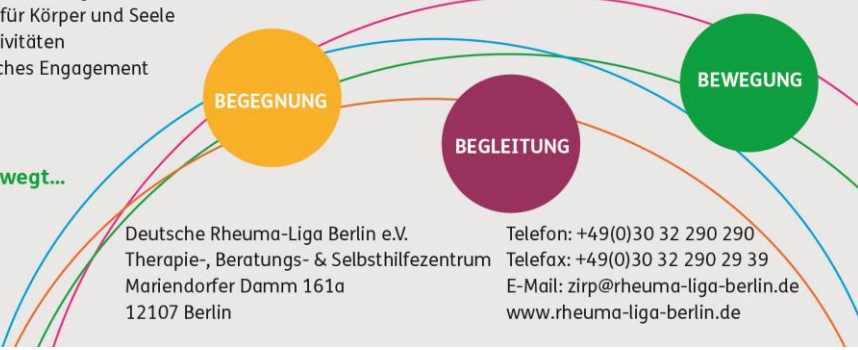 für Körper und Seele
ivitäten
ches Engagement
wegt...
BEGEGNUNG
BEGLEITUNG
BEWEGUNG
Deutsche Rheuma-Liga Berlin e.V.
Therapie-, Beratungs- & Selbsthilfezentrum
Mariendorfer Damm 161a
12107 Berlin
Telefon: +49(0)30 32 290 290
Telefax: +49(0)30 32 290 29 39
E-Mail: zirp@rheuma-liga-berlin.de
www.rheuma-liga-berlin.de